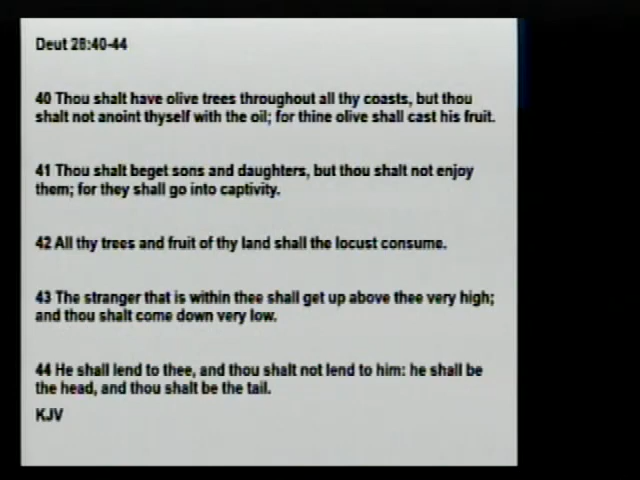 Deut 28:40-44
40 Thou shalt have olive trees throughout all thy coasts, but thou
shalt not anoint thyself with the oil; for thine olive shall cast his fruit.
41 Thou shalt beget sons and daughters, but thou shalt not enjoy
them; for they shall go into captivity.
42 All thy trees and fruit of thy land shall the locust consume.
43 The stranger that is within thee shall get up above thee very high;
and thou shalt come down very low.
44 He shall lend to thee, and thou shalt not lend to him: he shall be
the head, and thou shalt be the tail.
KJV